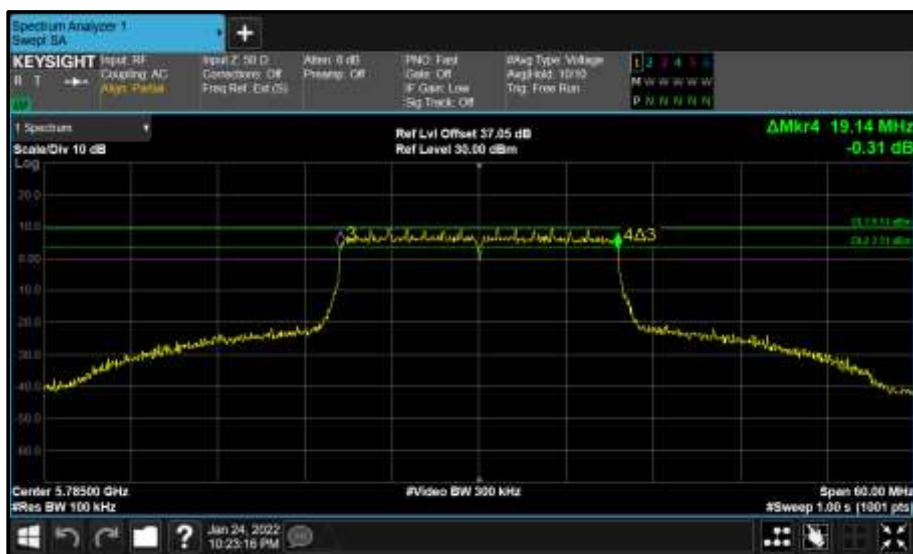 Spectrum Analyzer 1
Swept SA
+
KEYSIGHT
R T
Input: RF
Coupling: AC
Align: Partial
Input Z: 50 Ω
Corrections: Off
Freq Ref: Ext (S)
Atten: 0 dB
Preamp: Off
PNO: Fast
Gate: Off
IF Gain: Low
Sig Track: Off
#Avg Type: Voltage
Avg|Hold: 10/10
Trig: Free Run
1 2 3 4 5 6
M W W W W W
P N N N N N
1 Spectrum
Scale/Div 10 dB
Ref Lvl Offset 37.05 dB
Ref Level 30.00 dBm
ΔMkr4 19.14 MHz
-0.31 dB
Log
20.0
10.0
0.00
-10.0
-20.0
-30.0
-40.0
-50.0
-60.0
3
4Δ3
Center 5.78500 GHz
#Res BW 100 kHz
#Video BW 300 kHz
Span 60.00 MHz
#Sweep 1.00 s (1001 pts)
?
Jan 24, 2022
10:23:16 PM